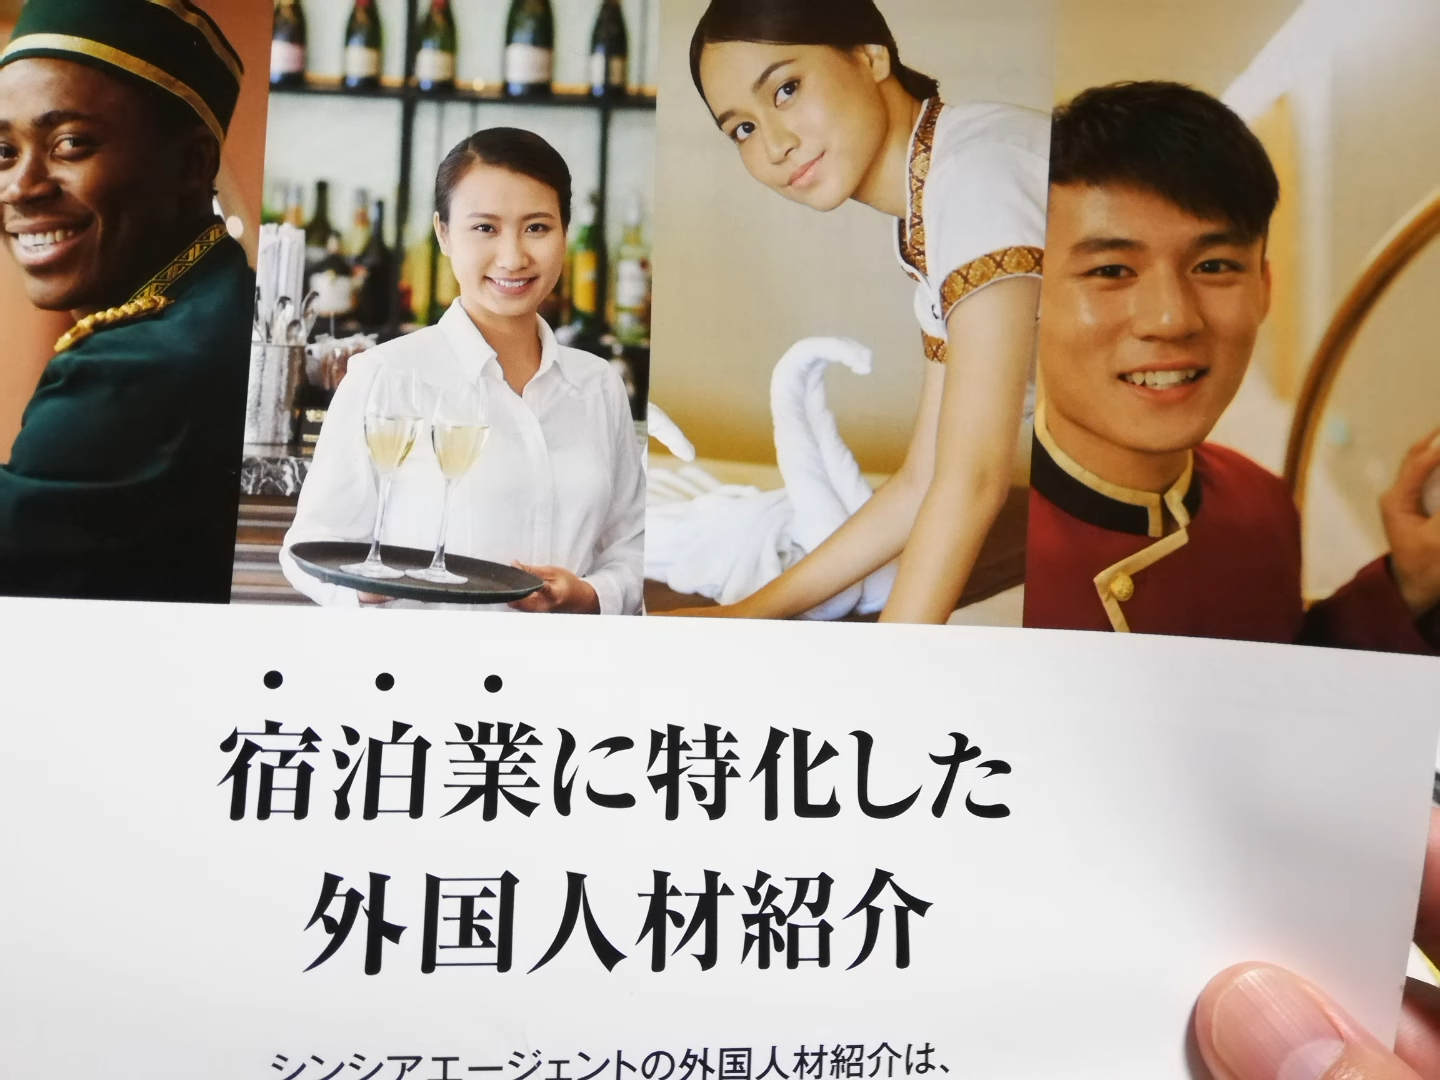 宿泊業に特化した
外国人材紹介
シンシアエージェントの外国人材紹介は、